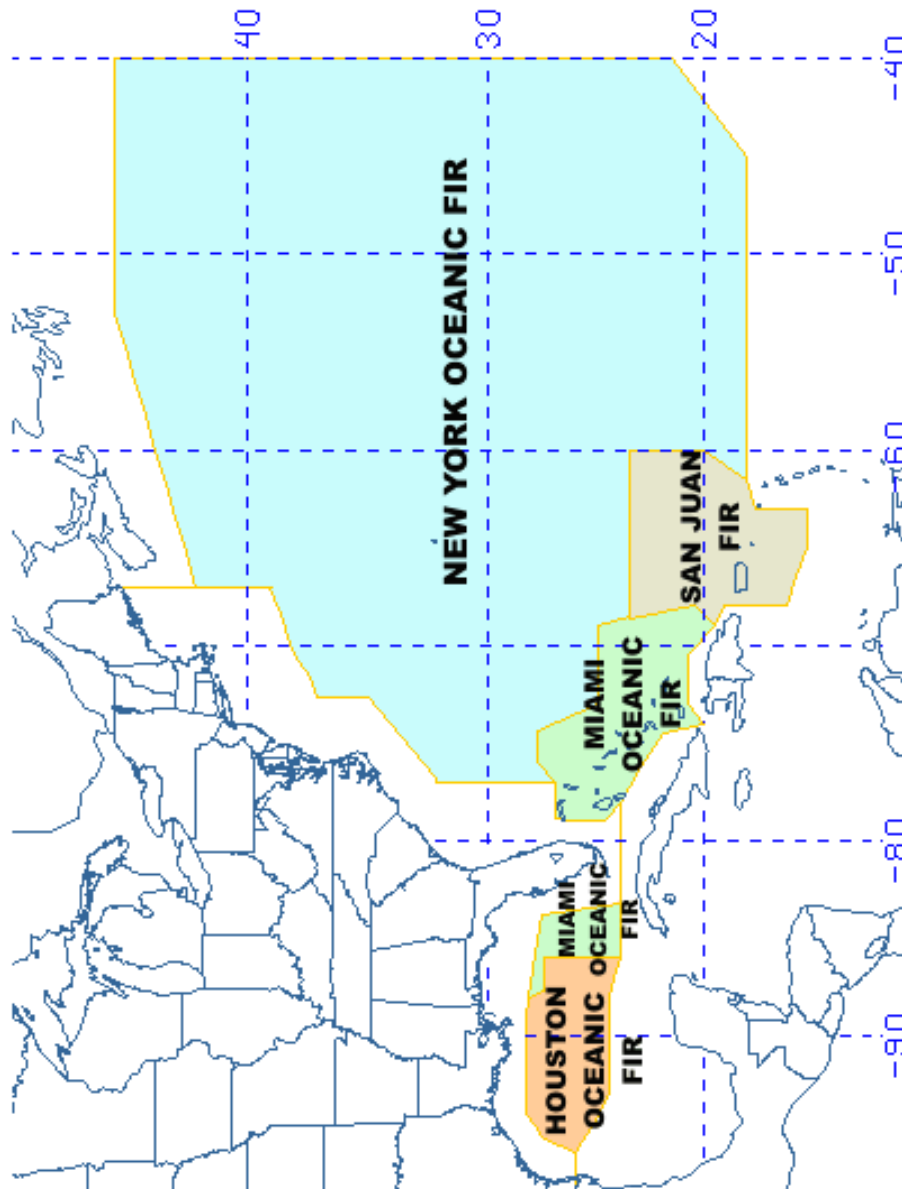 40
NEW YORK OCEANIC FIR
30
HOUSTON
OCEANIC
FIR
MIAMI
OCEANIC
FIR
MIAMI
OCEANIC
FIR
SAN JUAN
FIR
20
-90
-80
-60
-50
-40